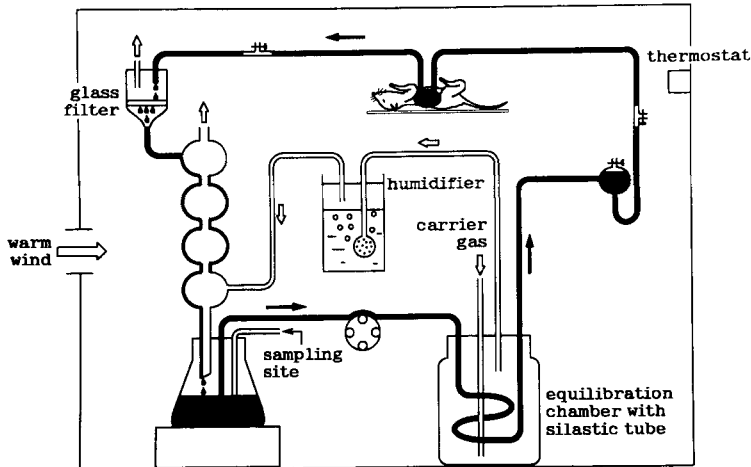 thermostat
glass
filter
humidifier
carrier
gas
warm
wind
sampling
site
equilibration
chamber with
silastic tube